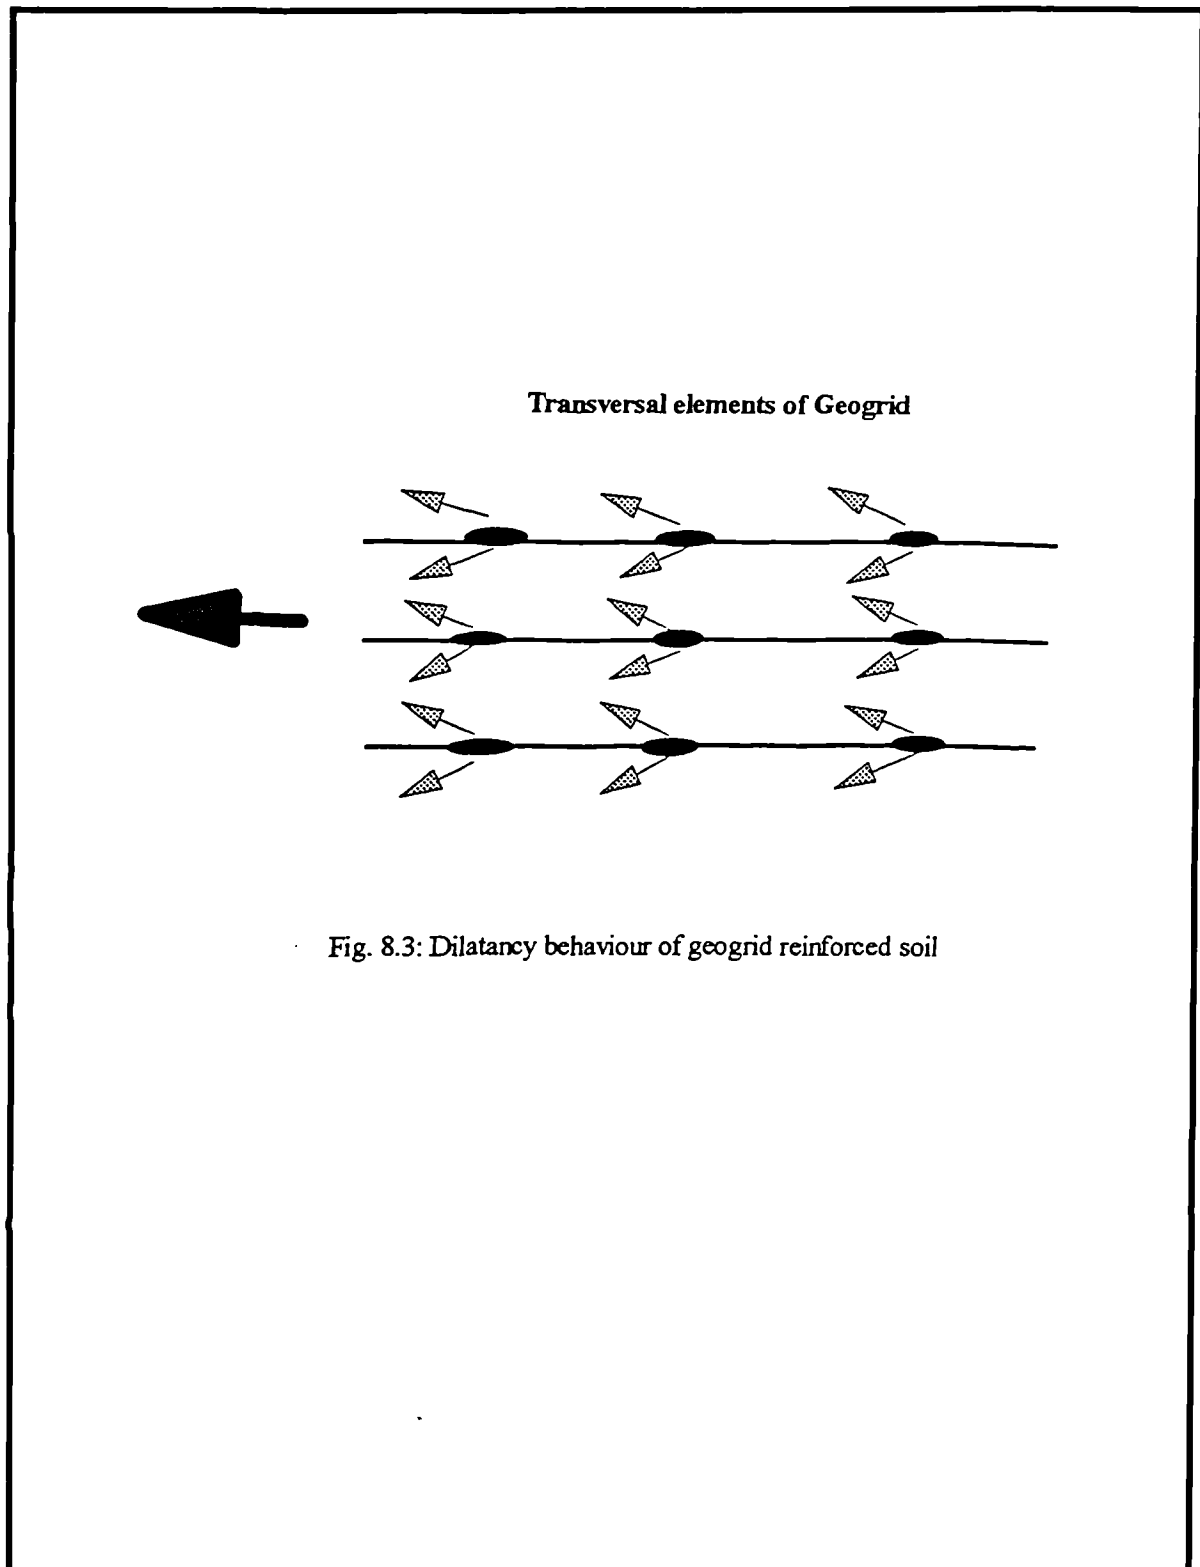 Transversal elements of Geogrid
Fig. 8.3: Dilatancy behaviour of geogrid reinforced soil